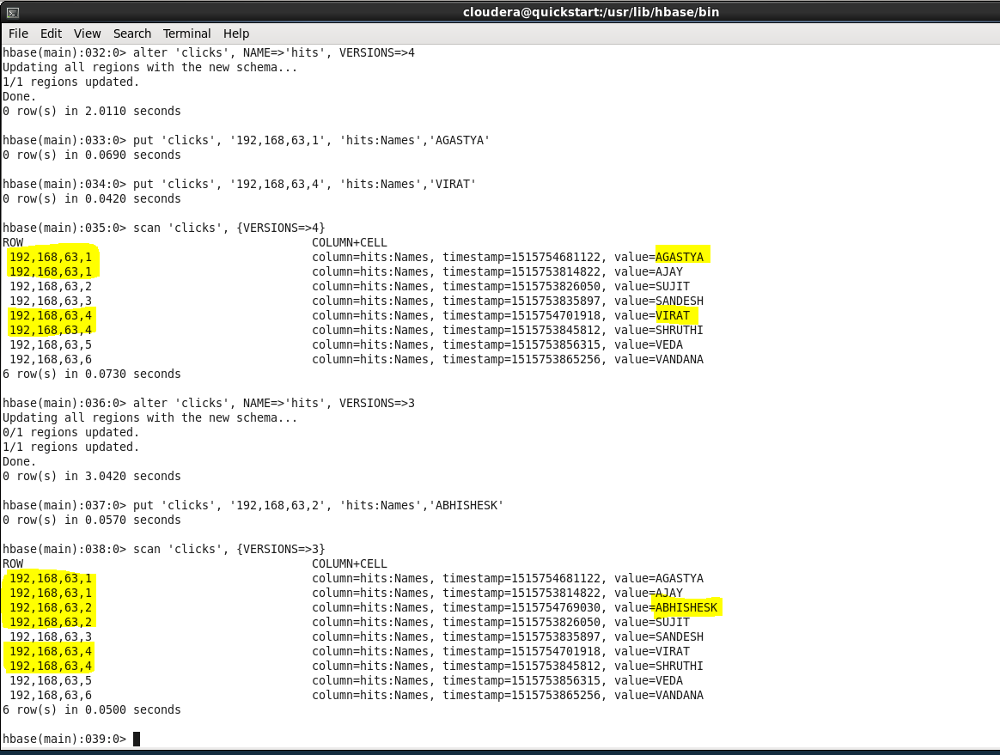 cloudera@quickstart:/usr/lib/hbase/bin
File Edit View Search Terminal Help
hbase(main):032:0> alter 'clicks', NAME=>'hits', VERSIONS=>4
Updating all regions with the new schema...
1/1 regions updated.
Done.
0 row(s) in 2.0110 seconds
hbase(main):033:0> put 'clicks', '192,168,63,1', 'hits:Names','AGASTYA'
0 row(s) in 0.0690 seconds
hbase(main):034:0> put 'clicks', '192,168,63,4', 'hits:Names','VIRAT'
0 row(s) in 0.0420 seconds
hbase(main):035:0> scan 'clicks', {VERSIONS=>4}
ROW COLUMN+CELL
192,168,63,1 column=hits:Names, timestamp=1515754681122, value=AGASTYA
192,168,63,1 column=hits:Names, timestamp=1515753814822, value=AJAY
192,168,63,2 column=hits:Names, timestamp=1515753826050, value=SUJIT
192,168,63,3 column=hits:Names, timestamp=1515753835897, value=SANDESH
192,168,63,4 column=hits:Names, timestamp=1515754701918, value=VIRAT
192,168,63,4 column=hits:Names, timestamp=1515753845812, value=SHRUTHI
192,168,63,5 column=hits:Names, timestamp=1515753856315, value=VEDA
192,168,63,6 column=hits:Names, timestamp=1515753865256, value=VANDANA
6 row(s) in 0.0730 seconds
hbase(main):036:0> alter 'clicks', NAME=>'hits', VERSIONS=>3
Updating all regions with the new schema...
0/1 regions updated.
1/1 regions updated.
Done.
0 row(s) in 3.0420 seconds
hbase(main):037:0> put 'clicks', '192,168,63,2', 'hits:Names','ABHISHESK'
0 row(s) in 0.0570 seconds
hbase(main):038:0> scan 'clicks', {VERSIONS=>3}
ROW COLUMN+CELL
192,168,63,1 column=hits:Names, timestamp=1515754681122, value=AGASTYA
192,168,63,1 column=hits:Names, timestamp=1515753814822, value=AJAY
192,168,63,2 column=hits:Names, timestamp=1515754769030, value=ABHISHESK
192,168,63,2 column=hits:Names, timestamp=1515753826050, value=SUJIT
192,168,63,3 column=hits:Names, timestamp=1515753835897, value=SANDESH
192,168,63,4 column=hits:Names, timestamp=1515754701918, value=VIRAT
192,168,63,4 column=hits:Names, timestamp=1515753845812, value=SHRUTHI
192,168,63,5 column=hits:Names, timestamp=1515753856315, value=VEDA
192,168,63,6 column=hits:Names, timestamp=1515753865256, value=VANDANA
6 row(s) in 0.0500 seconds
hbase(main):039:0>